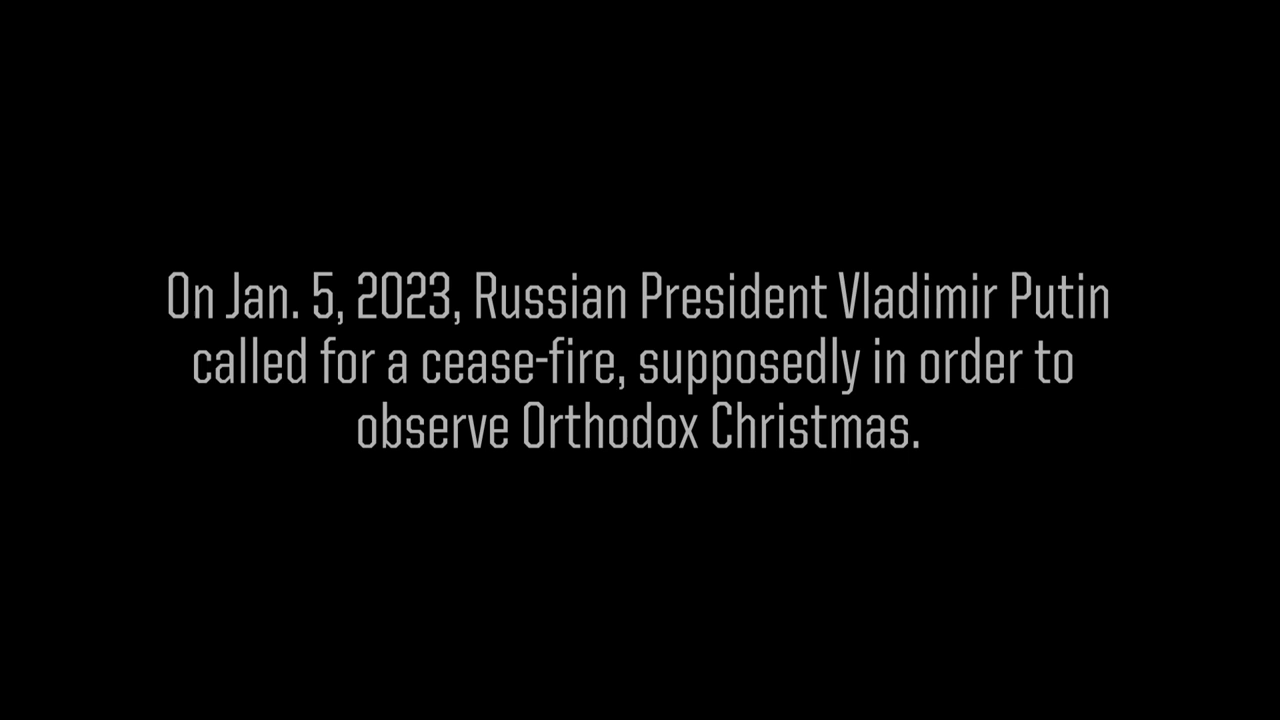 On Jan. 5, 2023, Russian President Vladimir Putin
called for a cease-fire, supposedly in order to
observe Orthodox Christmas.